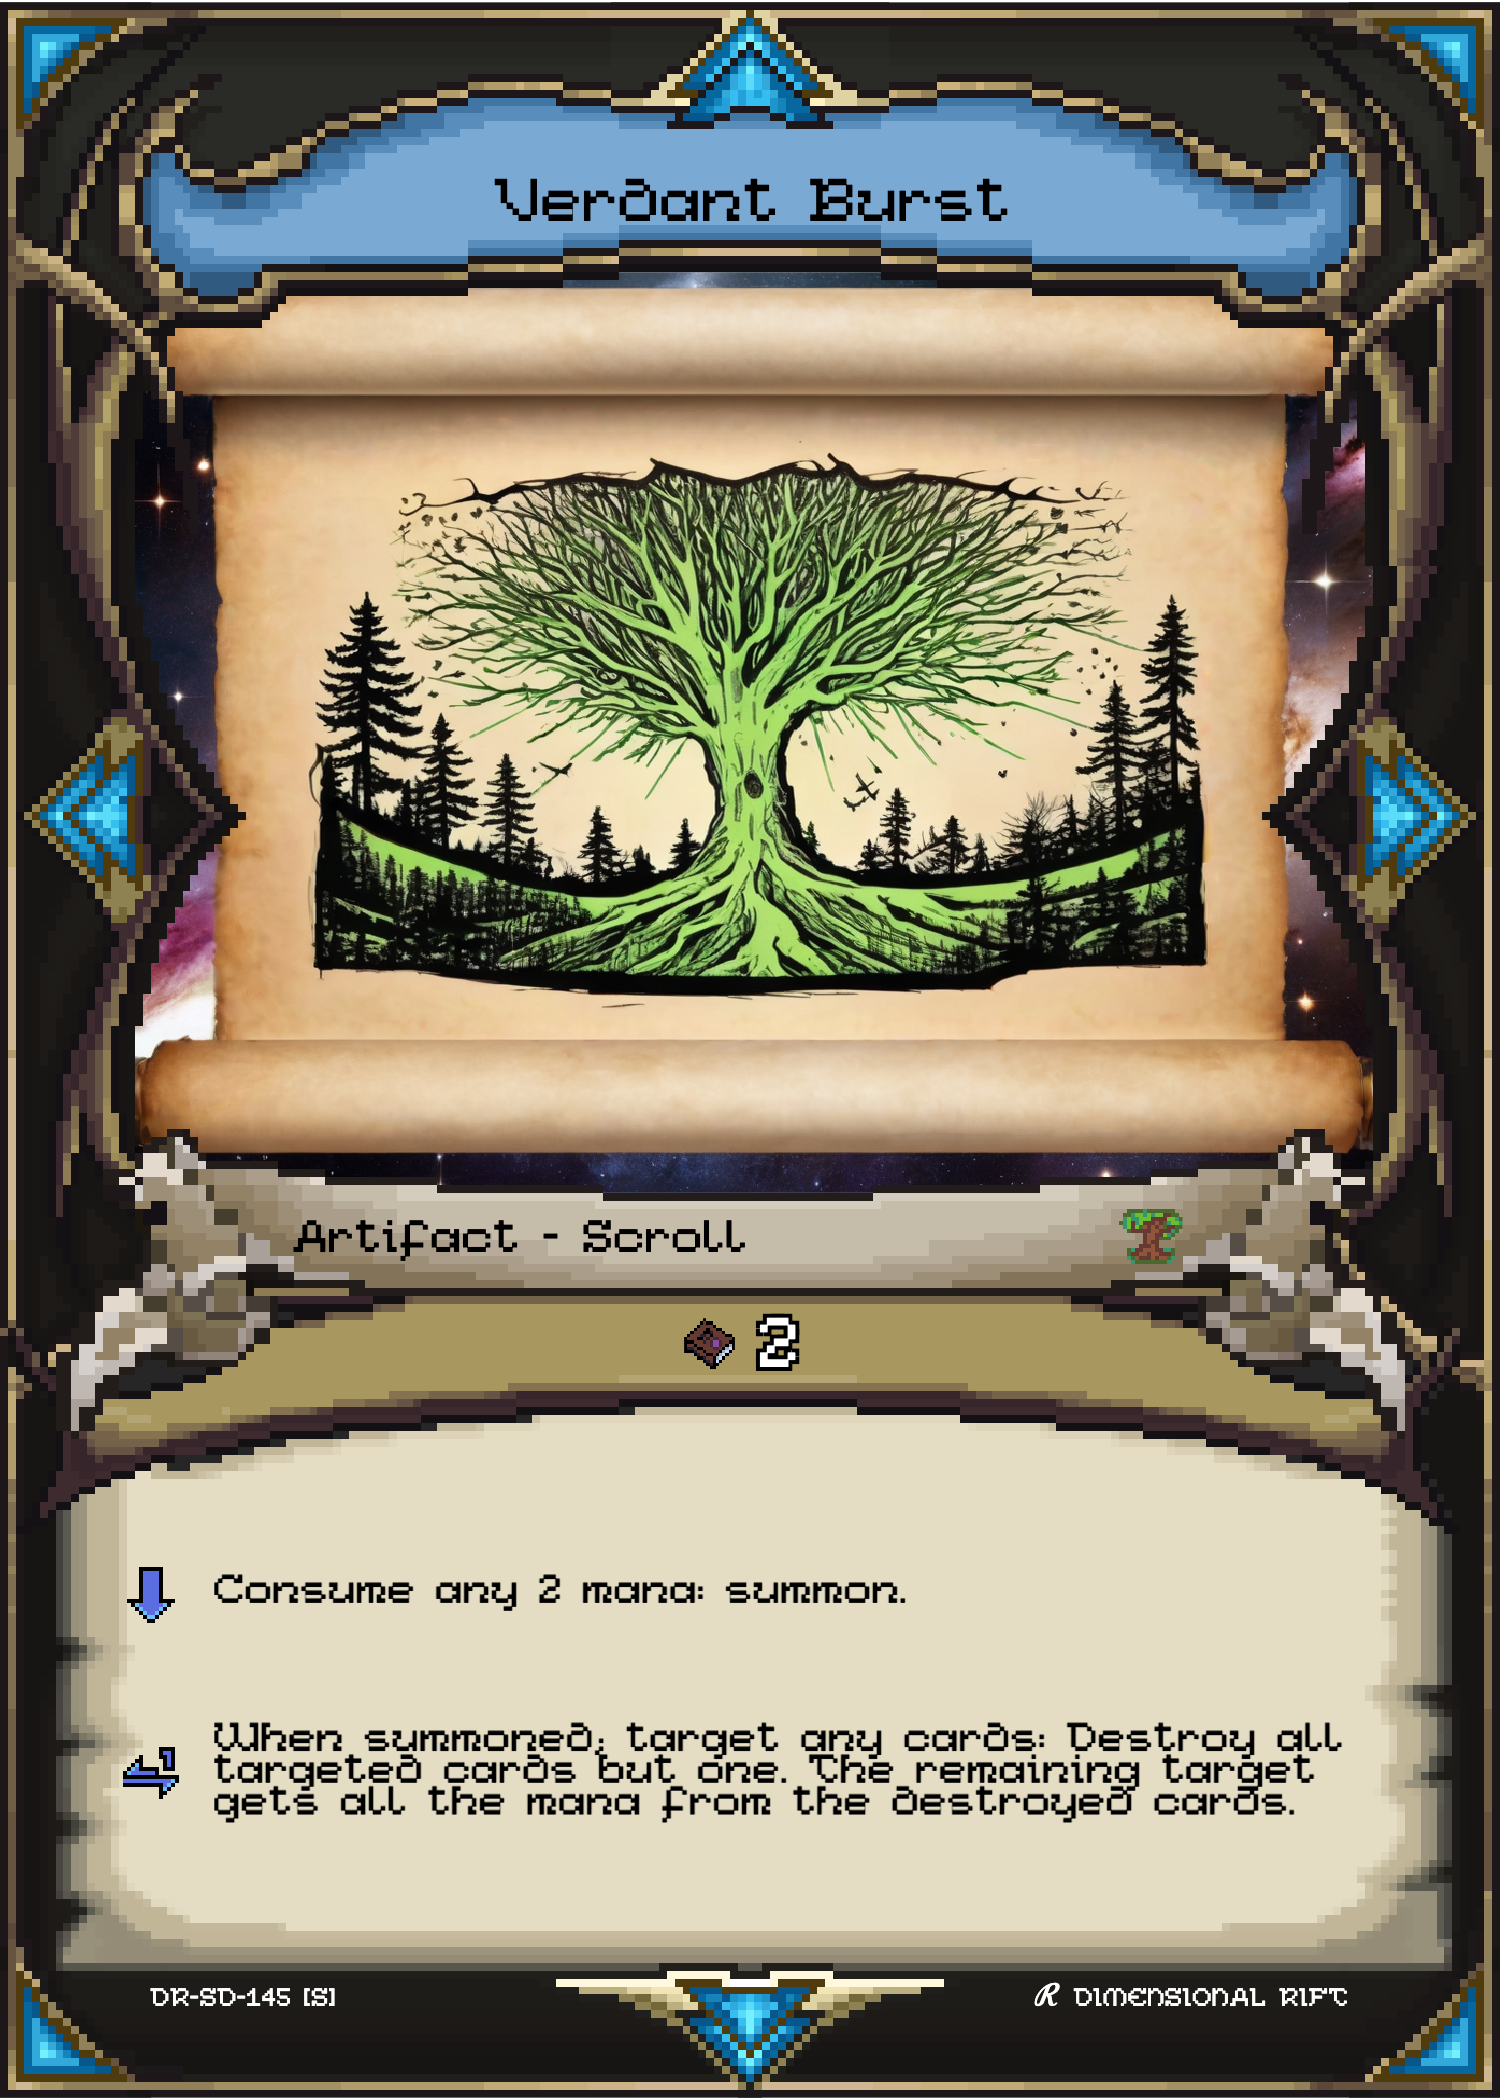 Verdant Burst
Artifact - Scroll
2
Consume any 2 mana: summon.
When summoned; target any cards: Destroy all
targeted cards but one. The remaining target
gets all the mana from the destroyed cards.
DR-SD-145 [S]
R DIMENSIONAL RIFT